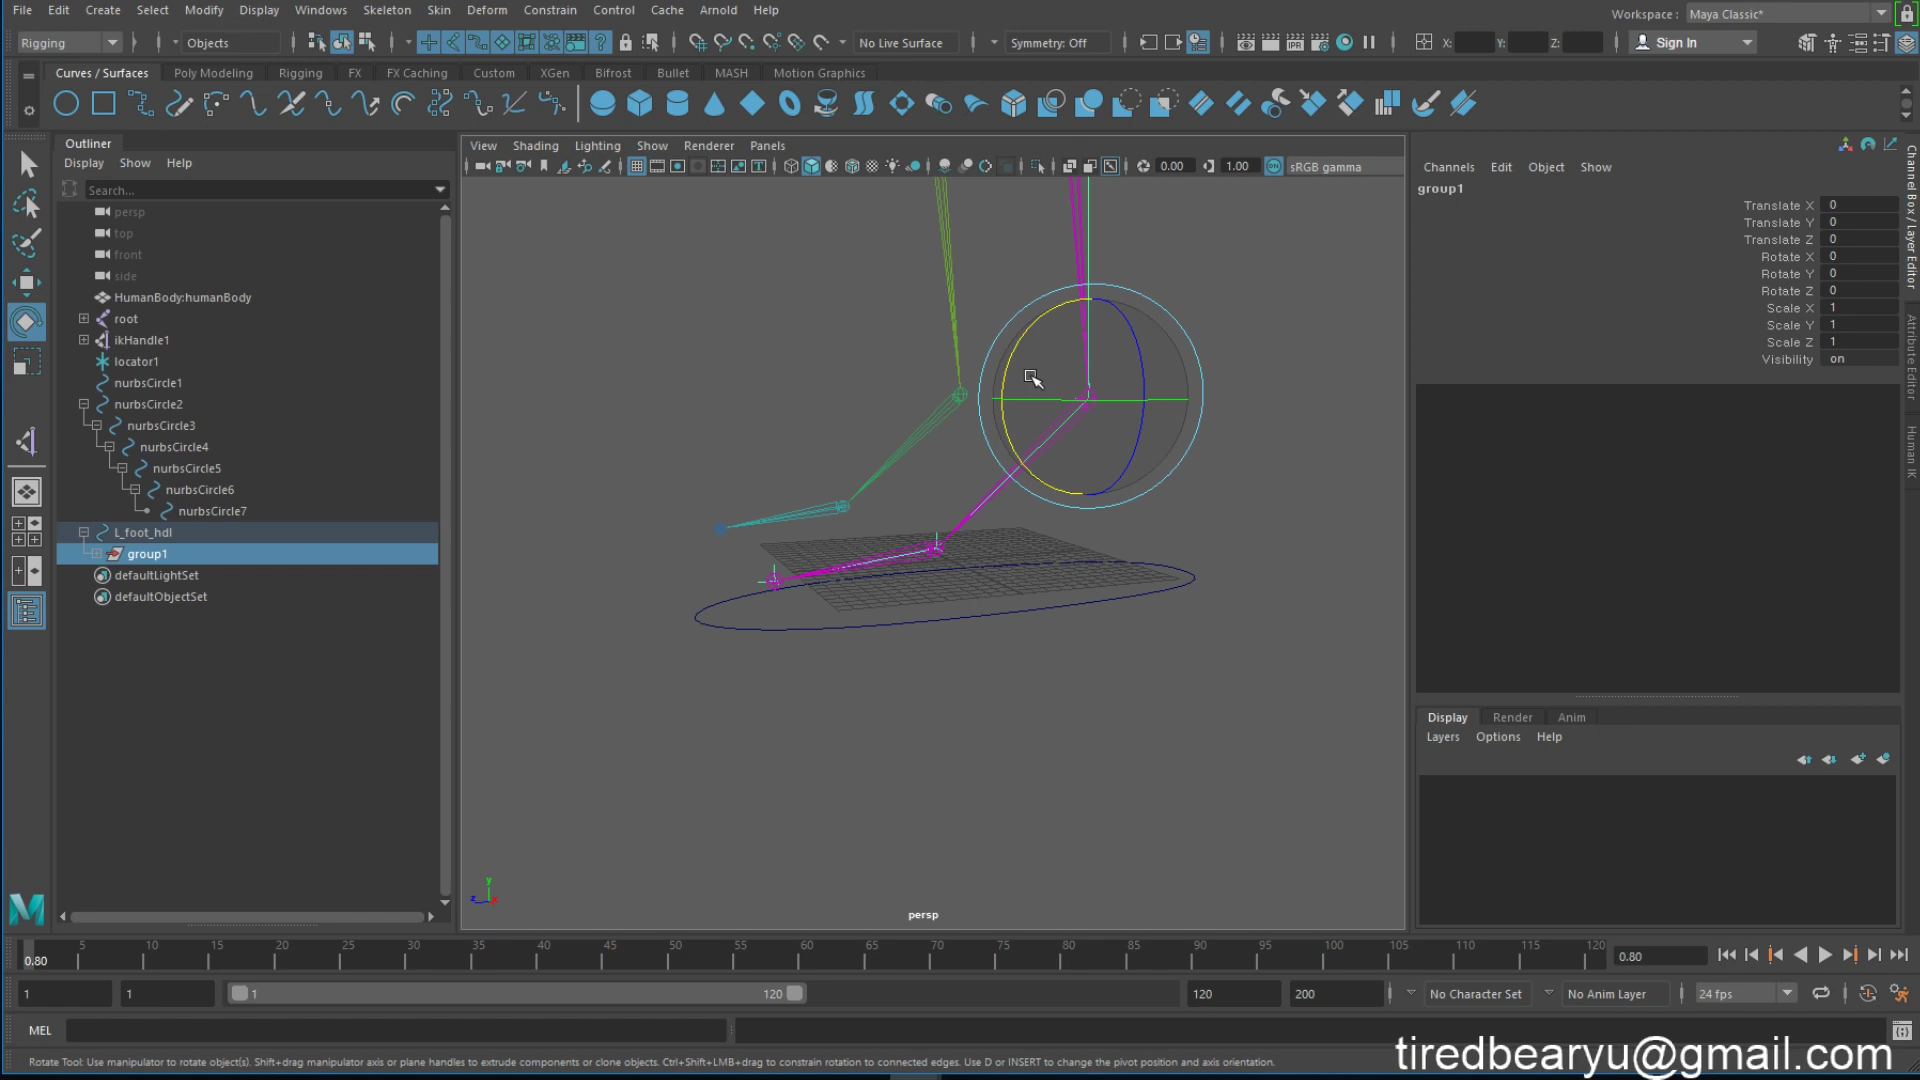 File Edit Create Select Modify Display Windows Skeleton Skin Deform Constrain Control Cache Arnold Help
Workspace : Maya Classic*
Rigging Objects No Live Surface Symmetry: Off X: Y: Z: Sign In
Curves / Surfaces Poly Modeling Rigging FX FX Caching Custom XGen Bifrost Bullet MASH Motion Graphics
Outliner
Display Show Help
Search...
persp
top
front
side
HumanBody:humanBody
root
ikHandle1
locator1
nurbsCircle1
nurbsCircle2
nurbsCircle3
nurbsCircle4
nurbsCircle5
nurbsCircle6
nurbsCircle7
L_foot_hdl
group1
defaultLightSet
defaultObjectSet
View Shading Lighting Show Renderer Panels
0.00 1.00 ON sRGB gamma
y
z x
persp
Channels Edit Object Show
group1
Translate X 0
Translate Y 0
Translate Z 0
Rotate X 0
Rotate Y 0
Rotate Z 0
Scale X 1
Scale Y 1
Scale Z 1
Visibility on
Channel Box / Layer Editor
Attribute Editor
Human IK
Display Render Anim
Layers Options Help
5 10 15 20 25 30 35 40 45 50 55 60 65 70 75 80 85 90 95 100 105 110 115 120
0.80 0.80
1 1 1 120 120 200 No Character Set No Anim Layer 24 fps
MEL
Rotate Tool: Use manipulator to rotate object(s). Shift+drag manipulator axis or plane handles to extrude components or clone objects. Ctrl+Shift+LMB+drag to constrain rotation to connected edges. Use D or INSERT to change the pivot position and axis orientation.
tiredbearyu@gmail.com